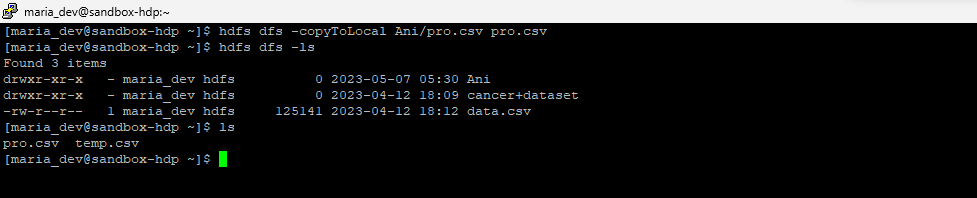 maria_dev@sandbox-hdp:~
[maria_dev@sandbox-hdp ~]$ hdfs dfs -copyToLocal Ani/pro.csv pro.csv
[maria_dev@sandbox-hdp ~]$ hdfs dfs -ls
Found 3 items
drwxr-xr-x   - maria_dev hdfs          0 2023-05-07 05:30 Ani
drwxr-xr-x   - maria_dev hdfs          0 2023-04-12 18:09 cancer+dataset
-rw-r--r--   1 maria_dev hdfs     125141 2023-04-12 18:12 data.csv
[maria_dev@sandbox-hdp ~]$ ls
pro.csv  temp.csv
[maria_dev@sandbox-hdp ~]$